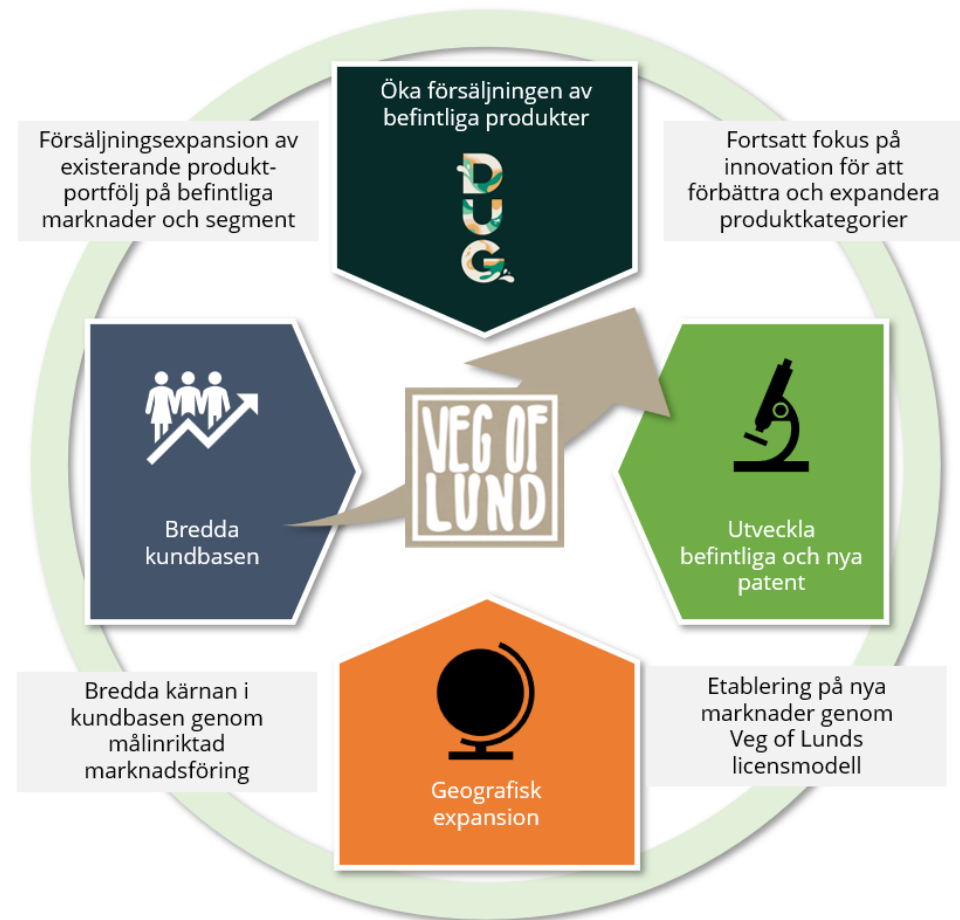 Öka försäljningen av
befintliga produkter
DUG
Försäljningsexpansion av
existerande produkt-
portfölj på befintliga
marknader och segment
Fortsatt fokus på
innovation för att
förbättra och expandera
produktkategorier
Bredda
kundbasen
VEG OF
LUND
Utveckla
befintliga och nya
patent
Bredda kärnan i
kundbasen genom
målinriktad
marknadsföring
Geografisk
expansion
Etablering på nya
marknader genom
Veg of Lunds
licensmodell